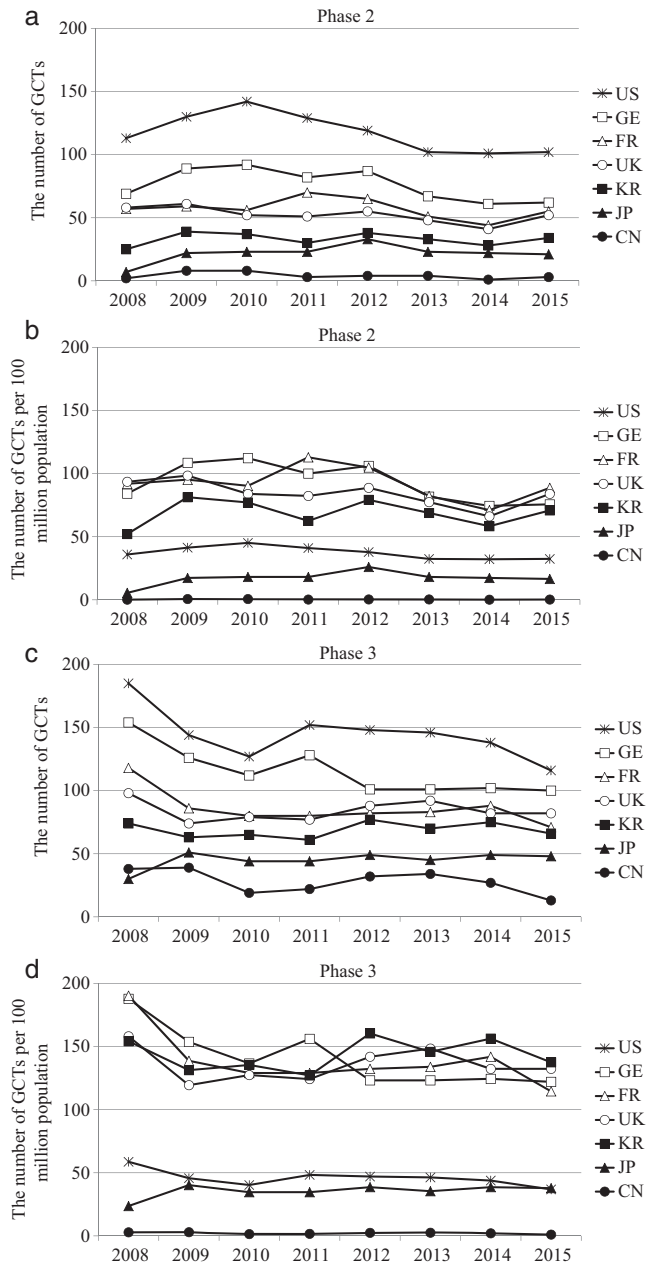 a
Phase 2
The number of GCTs
200
150
100
50
0
2008 2009 2010 2011 2012 2013 2014 2015
US
GE
FR
UK
KR
JP
CN
b
Phase 2
The number of GCTs per 100
million population
200
150
100
50
0
2008 2009 2010 2011 2012 2013 2014 2015
US
GE
FR
UK
KR
JP
CN
c
Phase 3
The number of GCTs
200
150
100
50
0
2008 2009 2010 2011 2012 2013 2014 2015
US
GE
FR
UK
KR
JP
CN
d
Phase 3
The number of GCTs per 100
million population
200
150
100
50
0
2008 2009 2010 2011 2012 2013 2014 2015
US
GE
FR
UK
KR
JP
CN